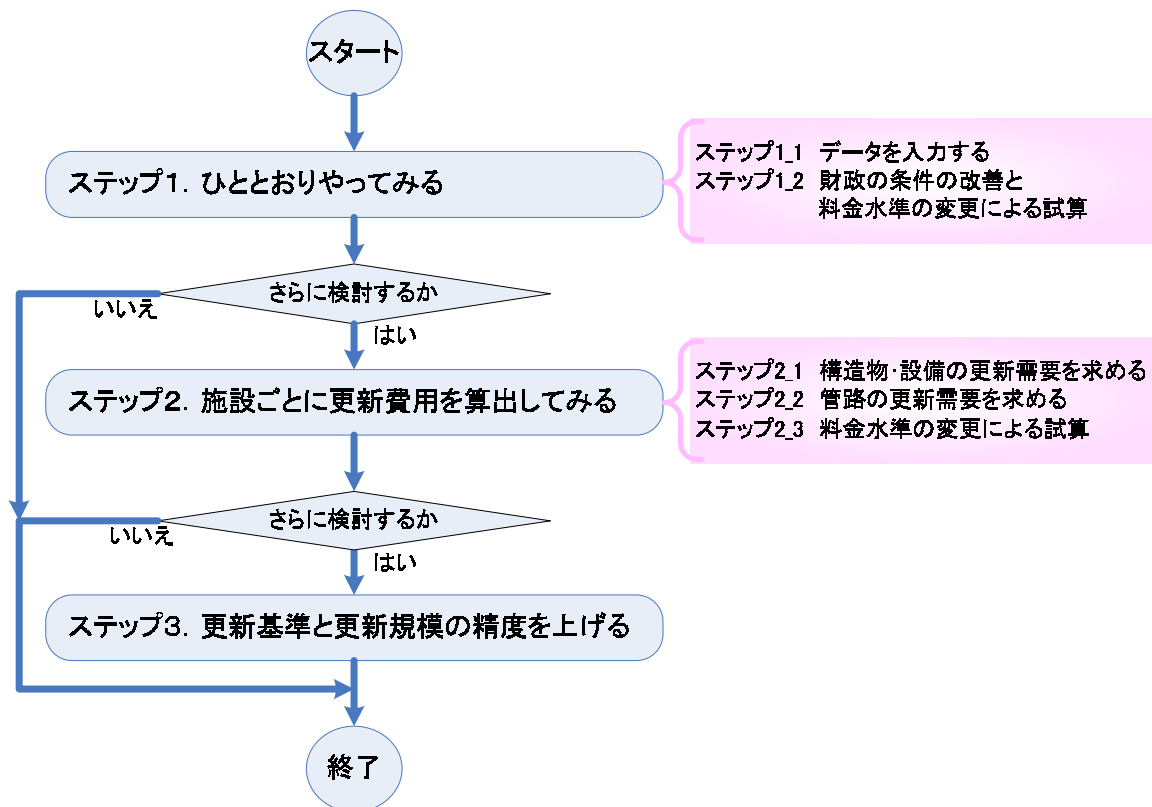 スタート
ステップ1．ひととおりやってみる
ステップ1_1 データを入力する
ステップ1_2 財政の条件の改善と
料金水準の変更による試算
さらに検討するか
いいえ
はい
ステップ2．施設ごとに更新費用を算出してみる
ステップ2_1 構造物･設備の更新需要を求める
ステップ2_2 管路の更新需要を求める
ステップ2_3 料金水準の変更による試算
さらに検討するか
いいえ
はい
ステップ3．更新基準と更新規模の精度を上げる
終了